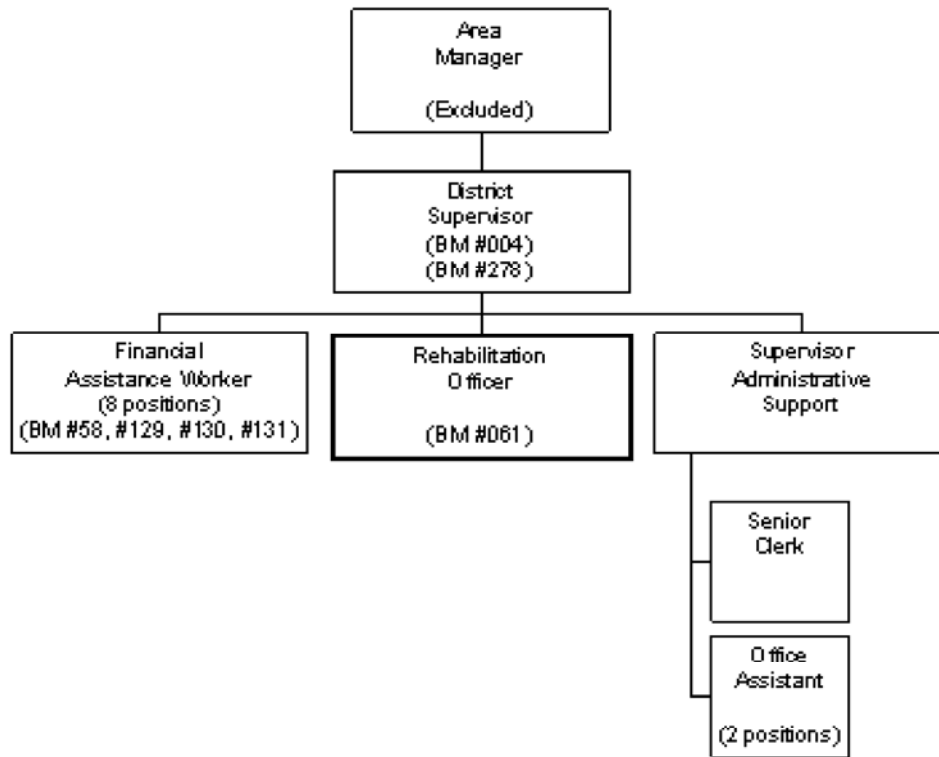 Area
Manager
(Excluded)
District
Supervisor
(BM #004)
(BM #278)
Financial
Assistance Worker
(8 positions)
(BM #58, #129, #130, #131)
Rehabilitation
Officer
(BM #061)
Supervisor
Administrative
Support
Senior
Clerk
Office
Assistant
(2 positions)